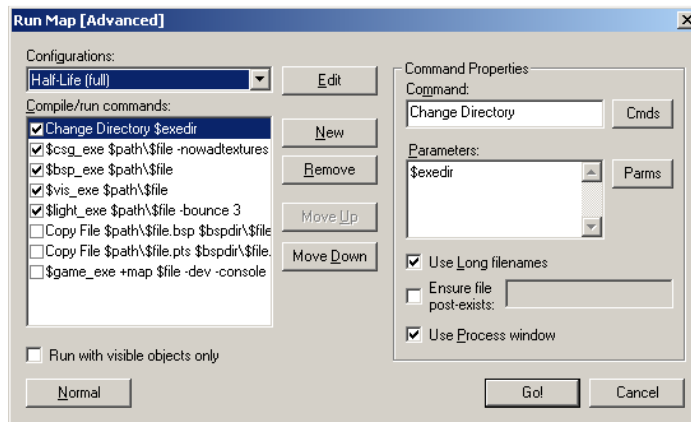 Run Map [Advanced]
Configurations:
Half-Life (full)
Edit
Compile/run commands:
Change Directory $exedir
$csg_exe $path\$file -nowadtextures
$bsp_exe $path\$file
$vis_exe $path\$file
$light_exe $path\$file -bounce 3
Copy File $path\$file.bsp $bspdir\$file
Copy File $path\$file.pts $bspdir\$file.
$game_exe +map $file -dev -console
New
Remove
Move Up
Move Down
Run with visible objects only
Normal
Command Properties
Command:
Change Directory
Cmds
Parameters:
$exedir
Parms
Use Long filenames
Ensure file
post-exists:
Use Process window
Go!
Cancel